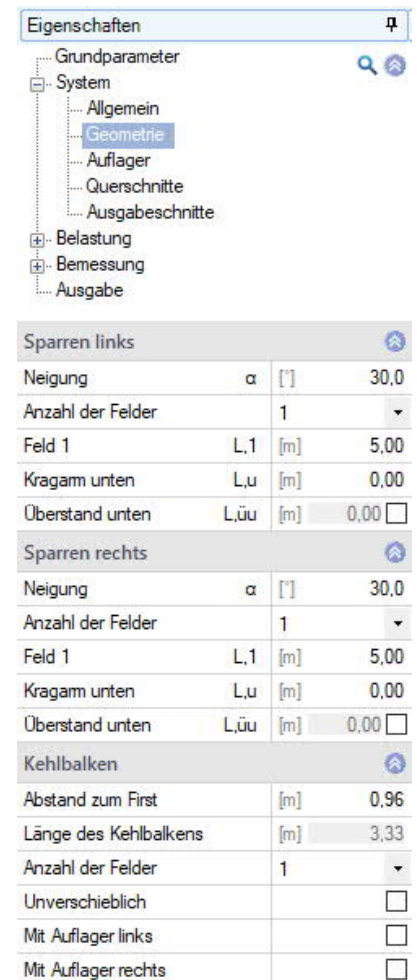 Eigenschaften
Grundparameter
System
Allgemein
Geometrie
Auflager
Querschnitte
Ausgabeschnitte
Belastung
Bemessung
Ausgabe
Sparren links
Neigung α [°] 30,0
Anzahl der Felder 1
Feld 1 L,1 [m] 5,00
Kragarm unten L,u [m] 0,00
Überstand unten L,üu [m] 0,00
Sparren rechts
Neigung α [°] 30,0
Anzahl der Felder 1
Feld 1 L,1 [m] 5,00
Kragarm unten L,u [m] 0,00
Überstand unten L,üu [m] 0,00
Kehlbalken
Abstand zum First [m] 0,96
Länge des Kehlbalkens [m] 3,33
Anzahl der Felder 1
Unverschieblich
Mit Auflager links
Mit Auflager rechts